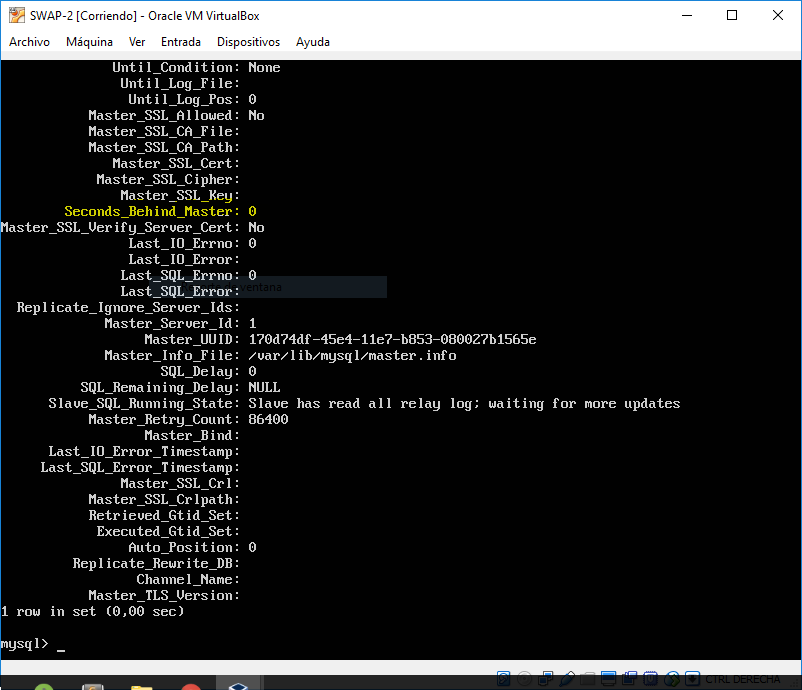 SWAP-2 [Corriendo] - Oracle VM VirtualBox
Archivo Máquina Ver Entrada Dispositivos Ayuda
Until_Condition: None
Until_Log_File:
Until_Log_Pos: 0
Master_SSL_Allowed: No
Master_SSL_CA_File:
Master_SSL_CA_Path:
Master_SSL_Cert:
Master_SSL_Cipher:
Master_SSL_Key:
Seconds_Behind_Master: 0
Master_SSL_Verify_Server_Cert: No
Last_IO_Errno: 0
Last_IO_Error:
Last_SQL_Errno: 0
Last_SQL_Error:
de ventana
Replicate_Ignore_Server_Ids:
Master_Server_Id: 1
Master_UUID: 170d74df-45e4-11e7-b853-080027b1565e
Master_Info_File: /var/lib/mysql/master.info
SQL_Delay: 0
SQL_Remaining_Delay: NULL
Slave_SQL_Running_State: Slave has read all relay log; waiting for more updates
Master_Retry_Count: 86400
Master_Bind:
Last_IO_Error_Timestamp:
Last_SQL_Error_Timestamp:
Master_SSL_Crl:
Master_SSL_Crlpath:
Retrieved_Gtid_Set:
Executed_Gtid_Set:
Auto_Position: 0
Replicate_Rewrite_DB:
Channel_Name:
Master_TLS_Version:
1 row in set (0,00 sec)
mysql> _
CTRL DERECHA